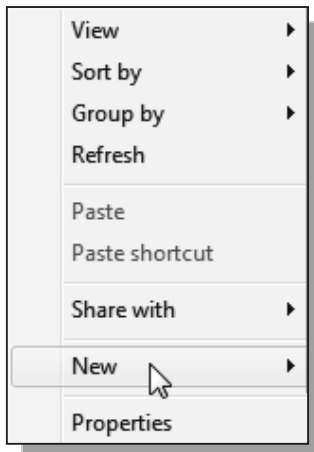 View
Sort by
Group by
Refresh
Paste
Paste shortcut
Share with
New
Properties